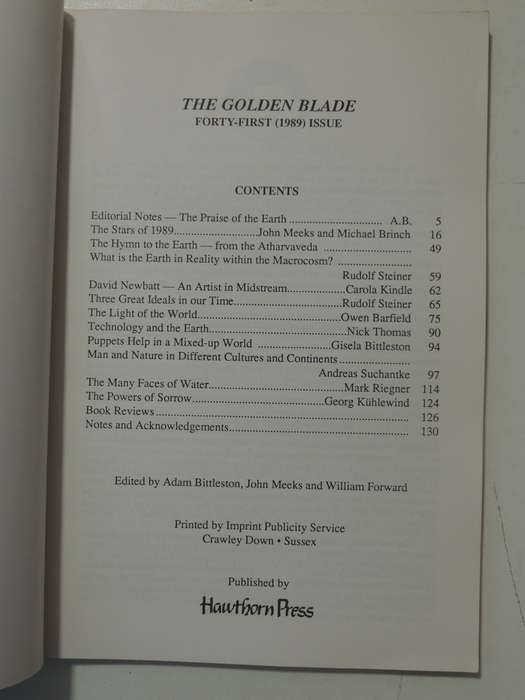 THE GOLDEN BLADE
FORTY-FIRST (1989) ISSUE
CONTENTS
Editorial Notes — The Praise of the Earth .............................. A.B. 5
The Stars of 1989...........................John Meeks and Michael Brinch 16
The Hymn to the Earth — from the Atharvaveda ............................ 49
What is the Earth in Reality within the Macrocosm? ........................
Rudolf Steiner 59
David Newbatt — An Artist in Midstream...................Carola Kindle 62
Three Great Ideals in our Time...................................Rudolf Steiner 65
The Light of the World..............................................Owen Barfield 75
Technology and the Earth............................................Nick Thomas 90
Puppets Help in a Mixed-up World ........................Gisela Bittleston 94
Man and Nature in Different Cultures and Continents .......................
Andreas Suchantke 97
The Many Faces of Water............................................Mark Riegner 114
The Powers of Sorrow...........................................Georg Kühlewind 124
Book Reviews................................................................................... 126
Notes and Acknowledgements.......................................................... 130
Edited by Adam Bittleston, John Meeks and William Forward
Printed by Imprint Publicity Service
Crawley Down • Sussex
Published by
Hawthorn Press